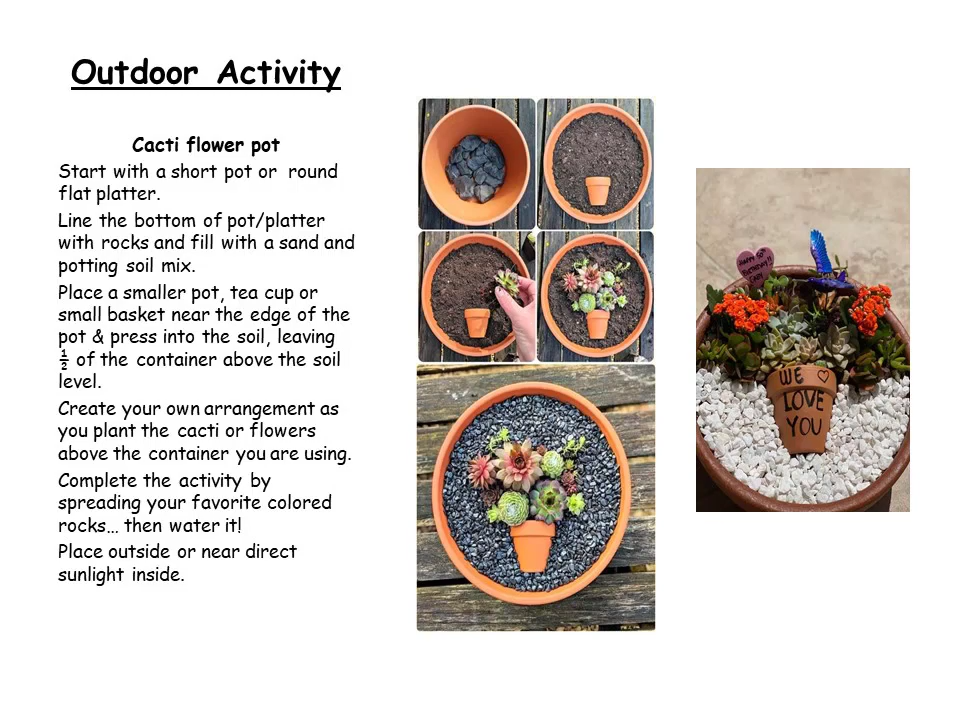 Outdoor Activity
Cacti flower pot
Start with a short pot or round
flat platter.
Line the bottom of pot/platter
with rocks and fill with a sand and
potting soil mix.
Place a smaller pot, tea cup or
small basket near the edge of the
pot & press into the soil, leaving
½ of the container above the soil
level.
Create your own arrangement as
you plant the cacti or flowers
above the container you are using.
Complete the activity by
spreading your favorite colored
rocks… then water it!
Place outside or near direct
sunlight inside.
Happy 50th
Birthday!!
WE ♡
LOVE
YOU